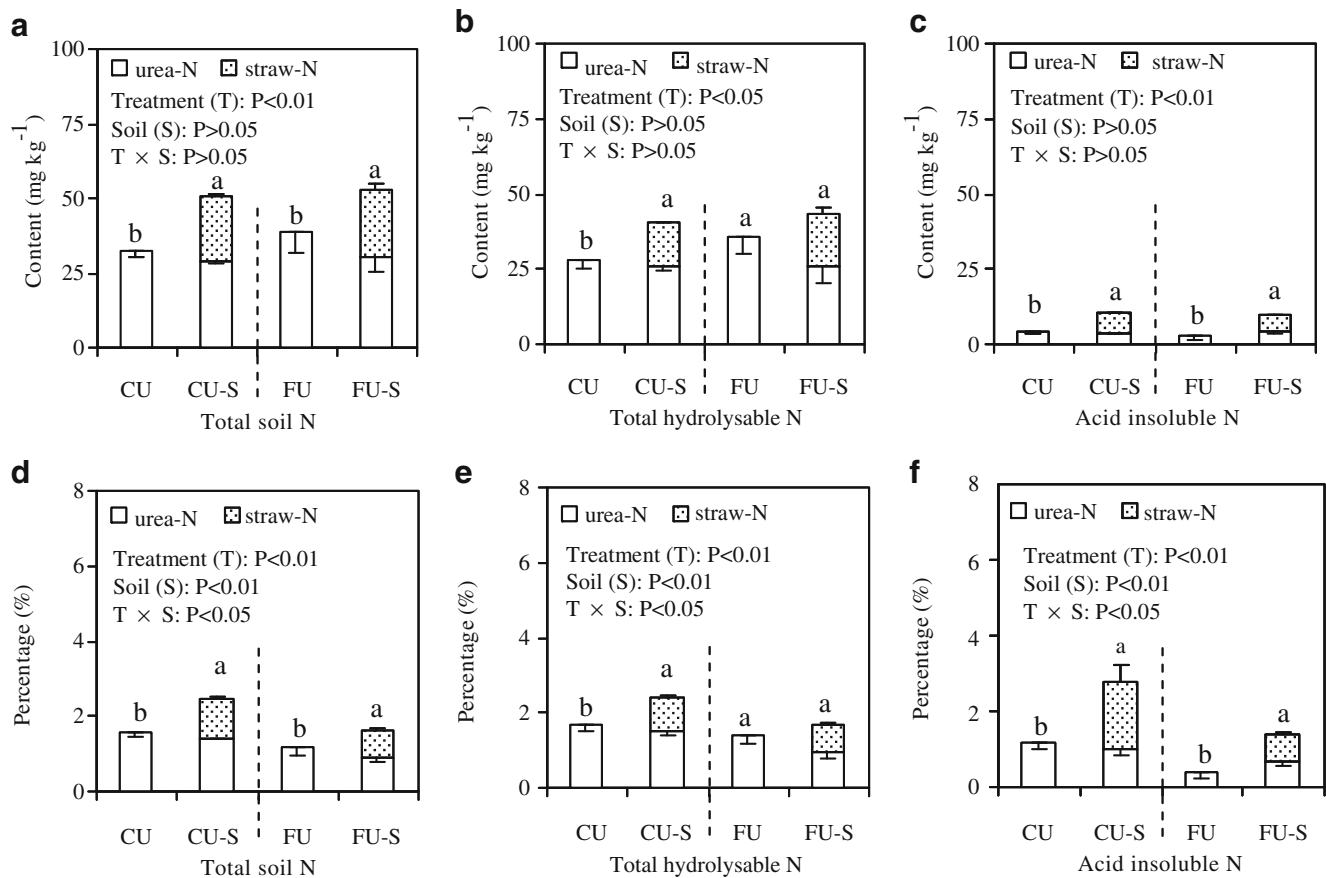 a
100
75
50
25
0
Content (mg kg⁻¹)
urea-N straw-N
Treatment (T): P<0.01
Soil (S): P>0.05
T × S: P>0.05
b
a
b
a
CU CU-S FU FU-S
Total soil N
b
100
75
50
25
0
Content (mg kg⁻¹)
urea-N straw-N
Treatment (T): P<0.05
Soil (S): P>0.05
T × S: P>0.05
b
a
a
a
CU CU-S FU FU-S
Total hydrolysable N
c
100
75
50
25
0
Content (mg kg⁻¹)
urea-N straw-N
Treatment (T): P<0.01
Soil (S): P>0.05
T × S: P>0.05
b
a
b
a
CU CU-S FU FU-S
Acid insoluble N
d
8
6
4
2
0
Percentage (%)
urea-N straw-N
Treatment (T): P<0.01
Soil (S): P<0.01
T × S: P<0.05
b
a
b
a
CU CU-S FU FU-S
Total soil N
e
8
6
4
2
0
Percentage (%)
urea-N straw-N
Treatment (T): P<0.01
Soil (S): P<0.01
T × S: P<0.05
b
a
a
a
CU CU-S FU FU-S
Total hydrolysable N
f
8
6
4
2
0
Percentage (%)
urea-N straw-N
Treatment (T): P<0.01
Soil (S): P<0.01
T × S: P<0.05
b
a
b
a
CU CU-S FU FU-S
Acid insoluble N